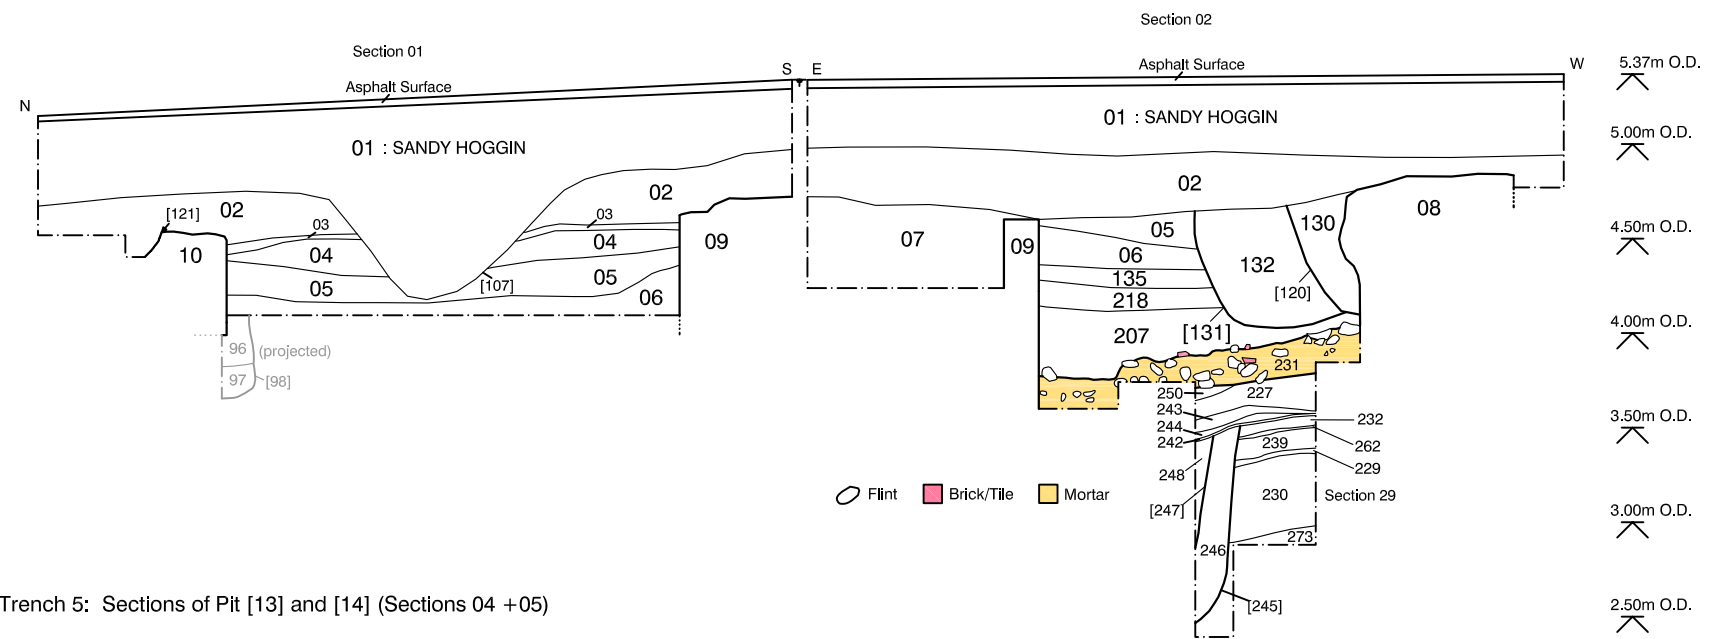 Section 01
Section 02
Asphalt Surface
Asphalt Surface
N
S E
W
5.37m O.D.
01 : SANDY HOGGIN
01 : SANDY HOGGIN
5.00m O.D.
02
02
02
[121]
03
03
04
04
05
05
06
09
10
[107]
96 (projected)
97
[98]
07
09
05
06
135
218
207
132
130
08
[120]
[131]
4.50m O.D.
4.00m O.D.
231
250
227
243
244
242
232
239
262
229
248
[247]
230
Section 29
273
246
[245]
3.50m O.D.
3.00m O.D.
2.50m O.D.
Flint
Brick/Tile
Mortar
Trench 5: Sections of Pit [13] and [14] (Sections 04 +05)